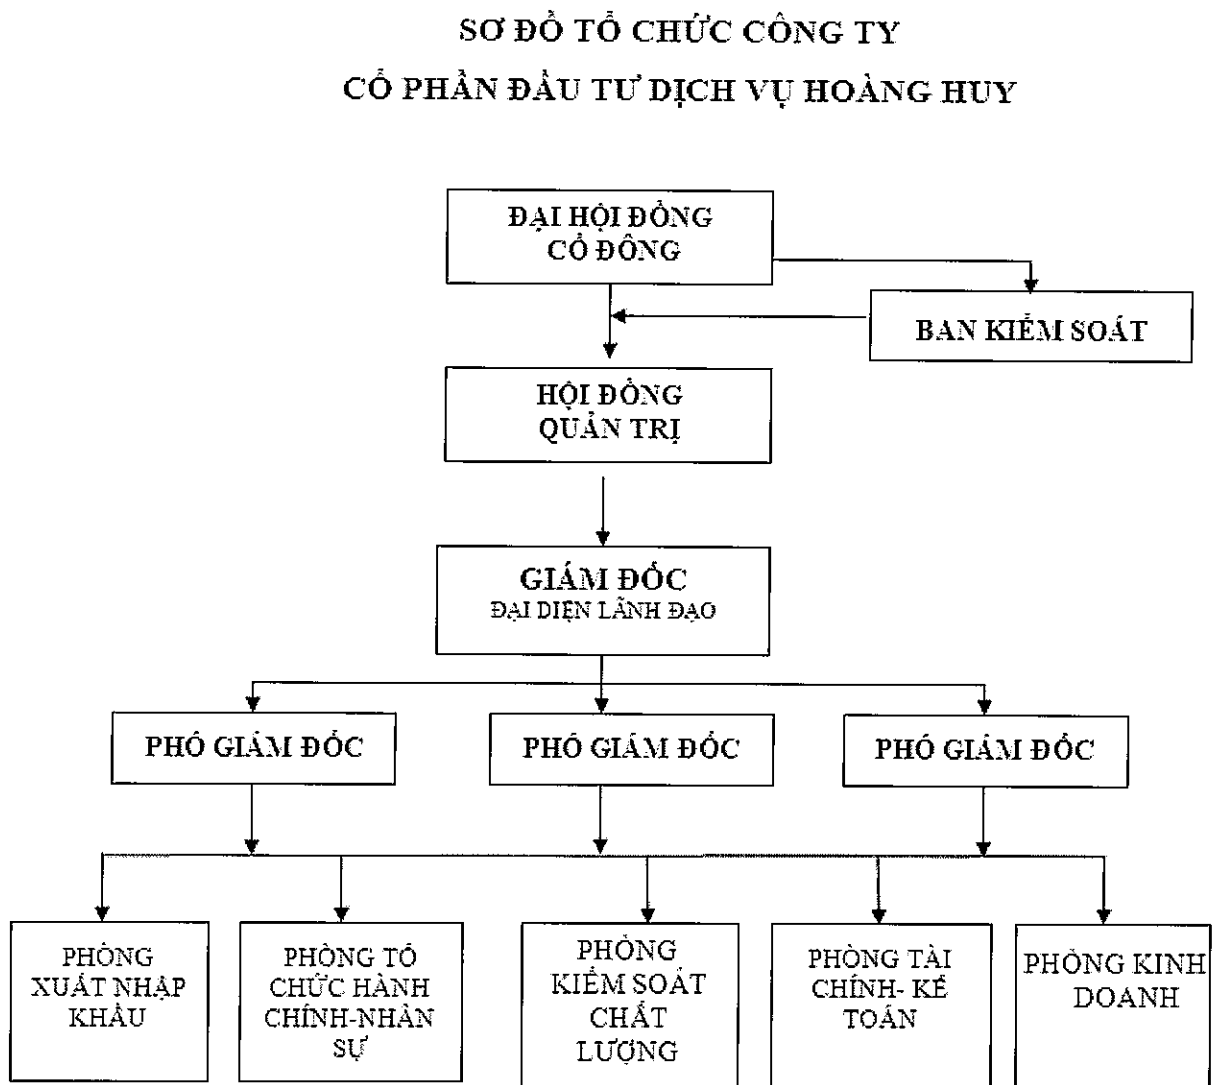 SƠ ĐỒ TỔ CHỨC CÔNG TY
CỔ PHẦN ĐẦU TƯ DỊCH VỤ HOÀNG HUY
ĐẠI HỘI ĐỒNG
CỔ ĐÔNG
BAN KIỂM SOÁT
HỘI ĐỒNG
QUẢN TRỊ
GIÁM ĐỐC
ĐẠI DIỆN LÃNH ĐẠO
PHÓ GIÁM ĐỐC
PHÓ GIÁM ĐỐC
PHÓ GIÁM ĐỐC
PHÒNG
XUẤT NHẬP
KHẨU
PHÒNG TỔ
CHỨC HÀNH
CHÍNH-NHÂN
SỰ
PHÒNG
KIỂM SOÁT
CHẤT
LƯỢNG
PHÒNG TÀI
CHÍNH- KẾ
TOÁN
PHÒNG KINH
DOANH